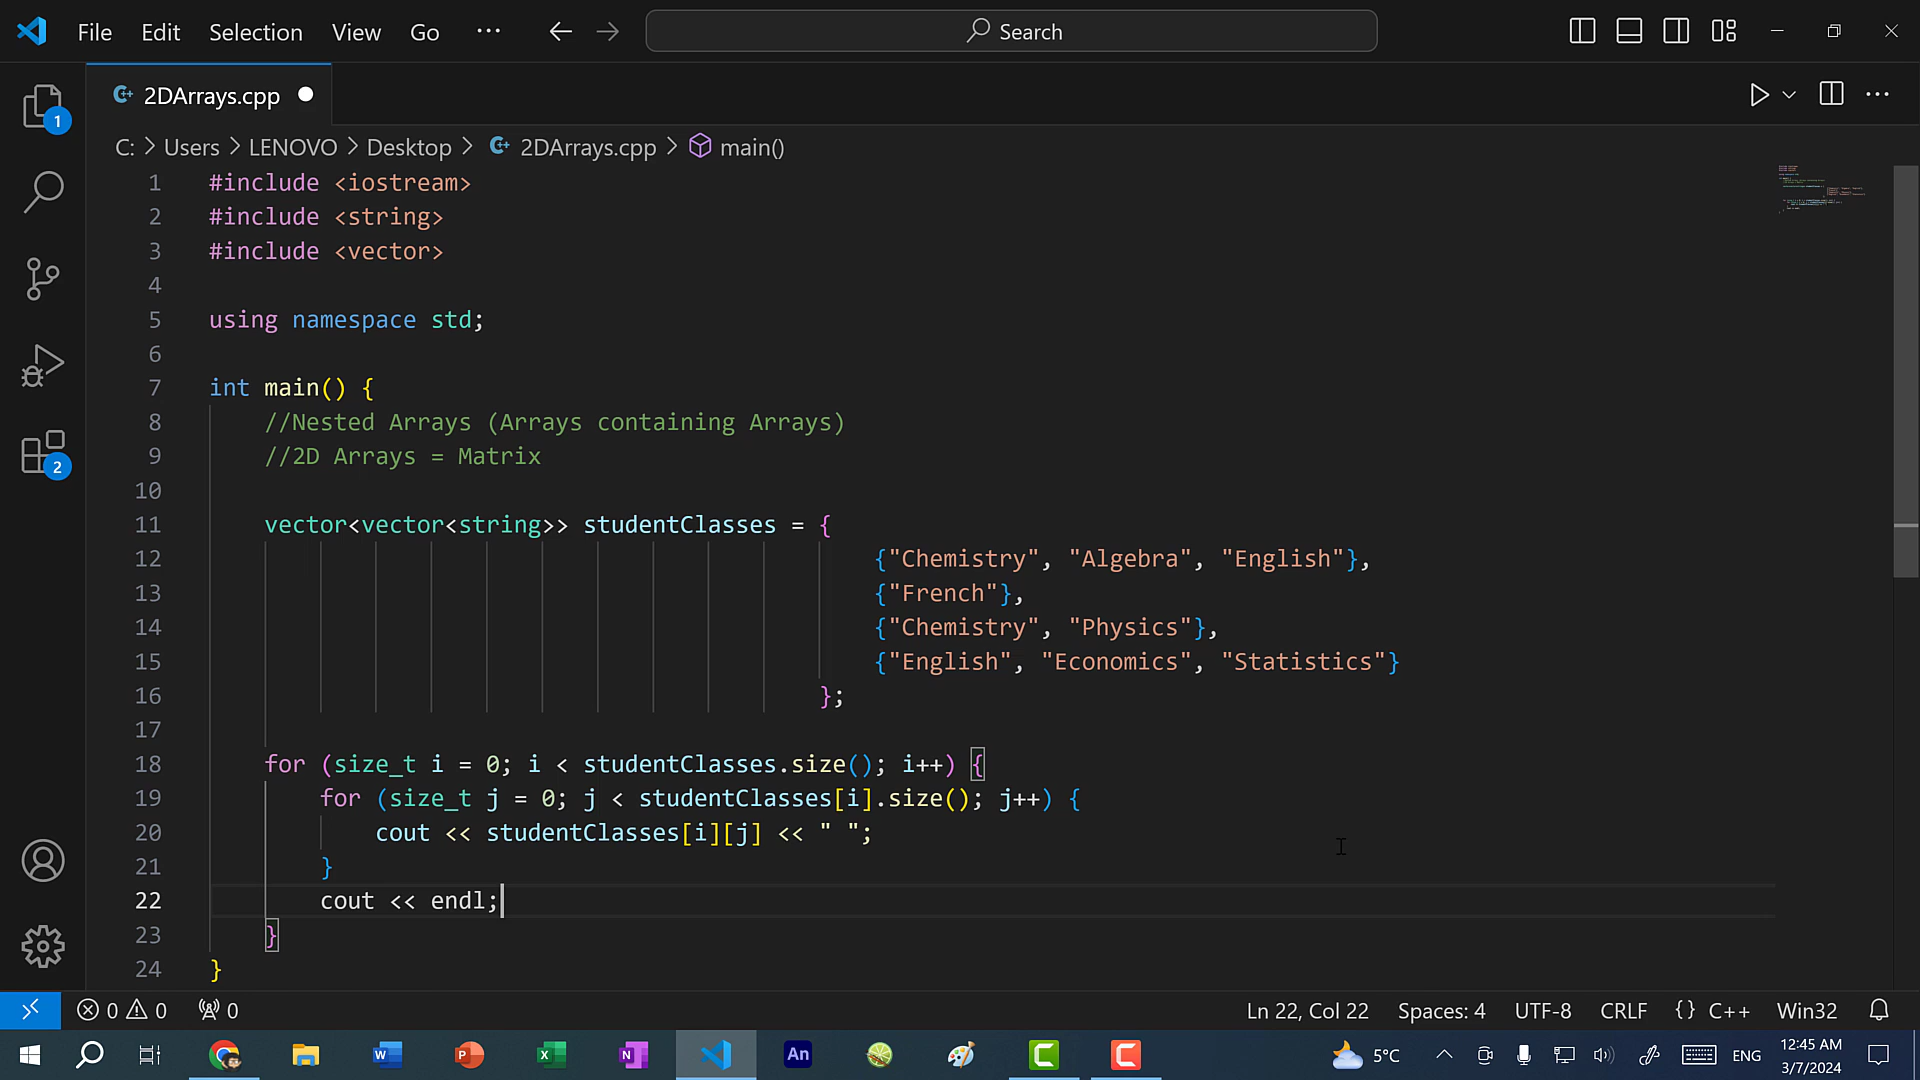 File Edit Selection View Go ··· Search
2DArrays.cpp
1
C: > Users > LENOVO > Desktop > 2DArrays.cpp > main()
1 #include <iostream>
2 #include <string>
3 #include <vector>
4
5 using namespace std;
6
7 int main() {
8 //Nested Arrays (Arrays containing Arrays)
9 //2D Arrays = Matrix
10
11 vector<vector<string>> studentClasses = {
12 {"Chemistry", "Algebra", "English"},
13 {"French"},
14 {"Chemistry", "Physics"},
15 {"English", "Economics", "Statistics"}
16 };
17
18 for (size_t i = 0; i < studentClasses.size(); i++) {
19 for (size_t j = 0; j < studentClasses[i].size(); j++) {
20 cout << studentClasses[i][j] << " ";
21 }
22 cout << endl;
23 }
24 }
2
0 0 0 Ln 22, Col 22 Spaces: 4 UTF-8 CRLF {} C++ Win32
W P X N An C C 5°C ENG 12:45 AM
3/7/2024